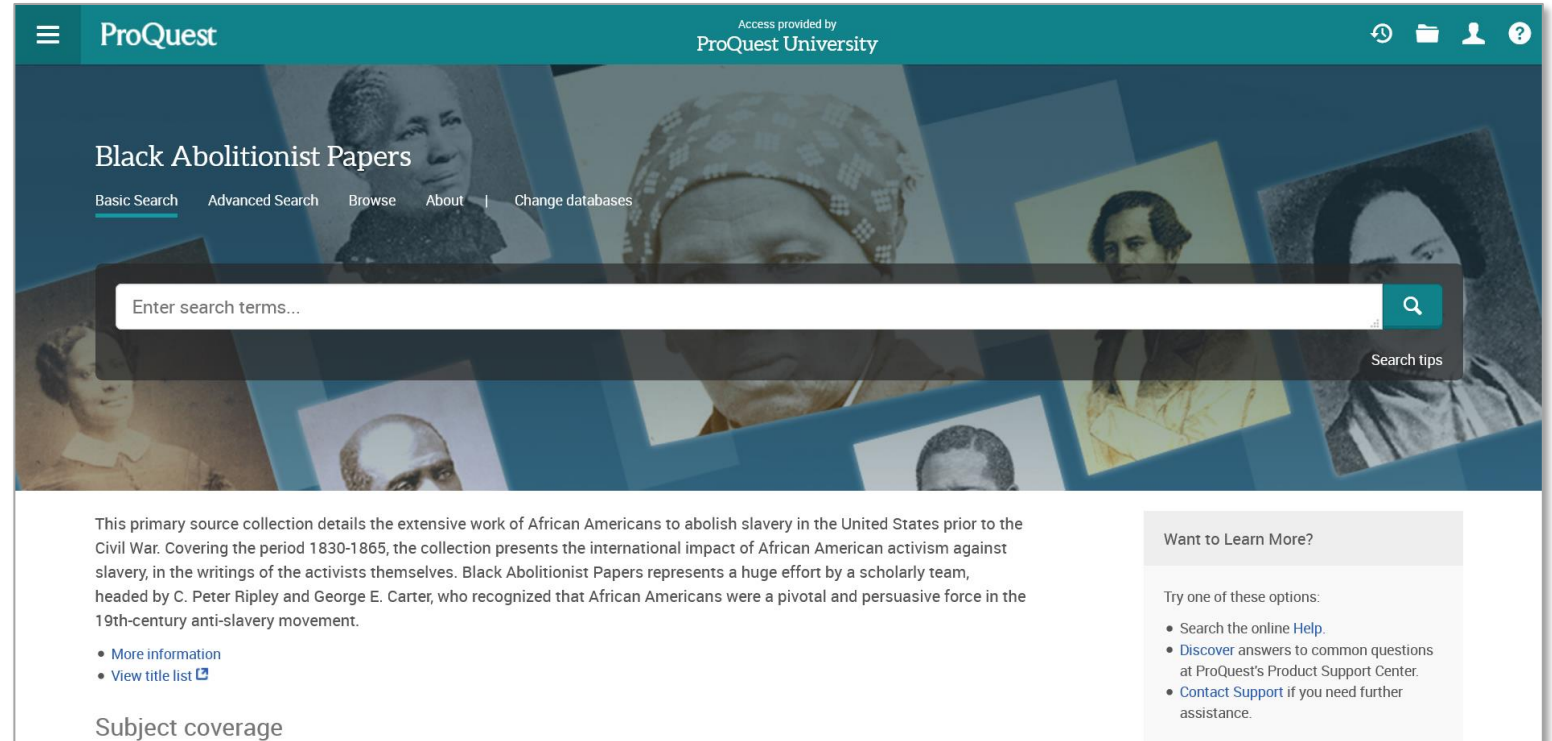 ProQuest
Access provided by
ProQuest University
Black Abolitionist Papers
Basic Search Advanced Search Browse About | Change databases
Enter search terms...
Search tips
This primary source collection details the extensive work of African Americans to abolish slavery in the United States prior to the
Civil War. Covering the period 1830-1865, the collection presents the international impact of African American activism against
slavery, in the writings of the activists themselves. Black Abolitionist Papers represents a huge effort by a scholarly team,
headed by C. Peter Ripley and George E. Carter, who recognized that African Americans were a pivotal and persuasive force in the
19th-century anti-slavery movement.
• More information
• View title list
Subject coverage
Want to Learn More?
Try one of these options:
• Search the online Help.
• Discover answers to common questions
at ProQuest's Product Support Center.
• Contact Support if you need further
assistance.